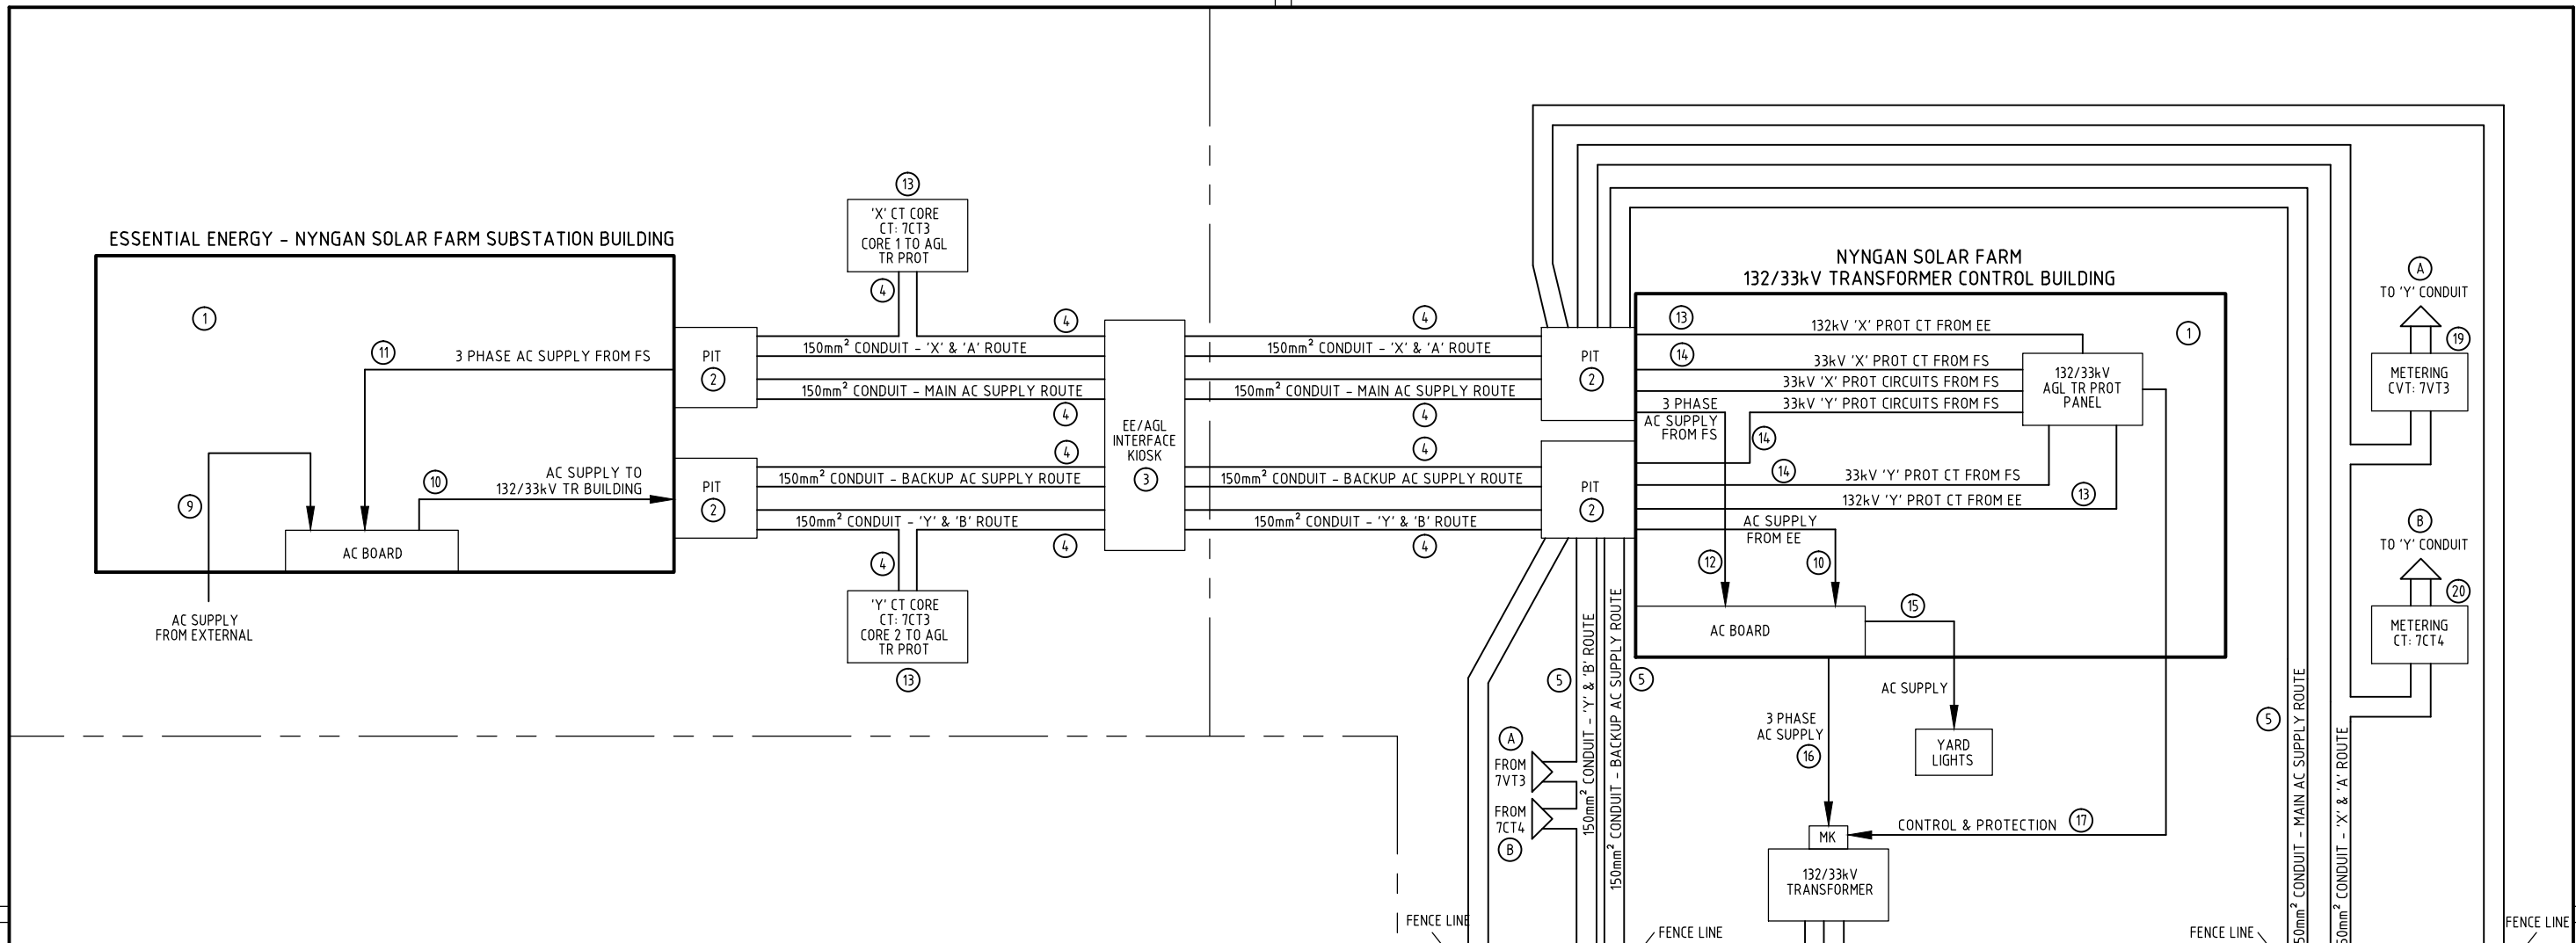 ESSENTIAL ENERGY - NYNGAN SOLAR FARM SUBSTATION BUILDING
1
11
3 PHASE AC SUPPLY FROM FS
9
10
AC SUPPLY TO
132/33kV TR BUILDING
AC BOARD
AC SUPPLY
FROM EXTERNAL
PIT
2
PIT
2
13
'X' CT CORE
CT: 7CT3
CORE 1 TO AGL
TR PROT
4
4
150mm² CONDUIT - 'X' & 'A' ROUTE
150mm² CONDUIT - MAIN AC SUPPLY ROUTE
4
4
150mm² CONDUIT - BACKUP AC SUPPLY ROUTE
150mm² CONDUIT - 'Y' & 'B' ROUTE
4
4
'Y' CT CORE
CT: 7CT3
CORE 2 TO AGL
TR PROT
13
EE/AGL
INTERFACE
KIOSK
3
4
150mm² CONDUIT - 'X' & 'A' ROUTE
150mm² CONDUIT - MAIN AC SUPPLY ROUTE
4
4
150mm² CONDUIT - BACKUP AC SUPPLY ROUTE
150mm² CONDUIT - 'Y' & 'B' ROUTE
4
PIT
2
PIT
2
NYNGAN SOLAR FARM
132/33kV TRANSFORMER CONTROL BUILDING
13
132kV 'X' PROT CT FROM EE
1
14
33kV 'X' PROT CT FROM FS
33kV 'X' PROT CIRCUITS FROM FS
33kV 'Y' PROT CIRCUITS FROM FS
132/33kV
AGL TR PROT
PANEL
3 PHASE
AC SUPPLY
FROM FS
14
14
33kV 'Y' PROT CT FROM FS
132kV 'Y' PROT CT FROM EE
13
AC SUPPLY
FROM EE
12
10
AC BOARD
15
AC SUPPLY
YARD
LIGHTS
3 PHASE
AC SUPPLY
16
MK
CONTROL & PROTECTION
17
132/33kV
TRANSFORMER
5
150mm² CONDUIT - 'Y' & 'B' ROUTE
150mm² CONDUIT - BACKUP AC SUPPLY ROUTE
5
A
FROM
7VT3
FROM
7CT4
B
5
50mm² CONDUIT - MAIN AC SUPPLY ROUTE
50mm² CONDUIT - 'X' & 'A' ROUTE
A
TO 'Y' CONDUIT
19
METERING
CVT: 7VT3
B
TO 'Y' CONDUIT
20
METERING
CT: 7CT4
FENCE LINE
FENCE LINE
FENCE LINE
FENCE LINE